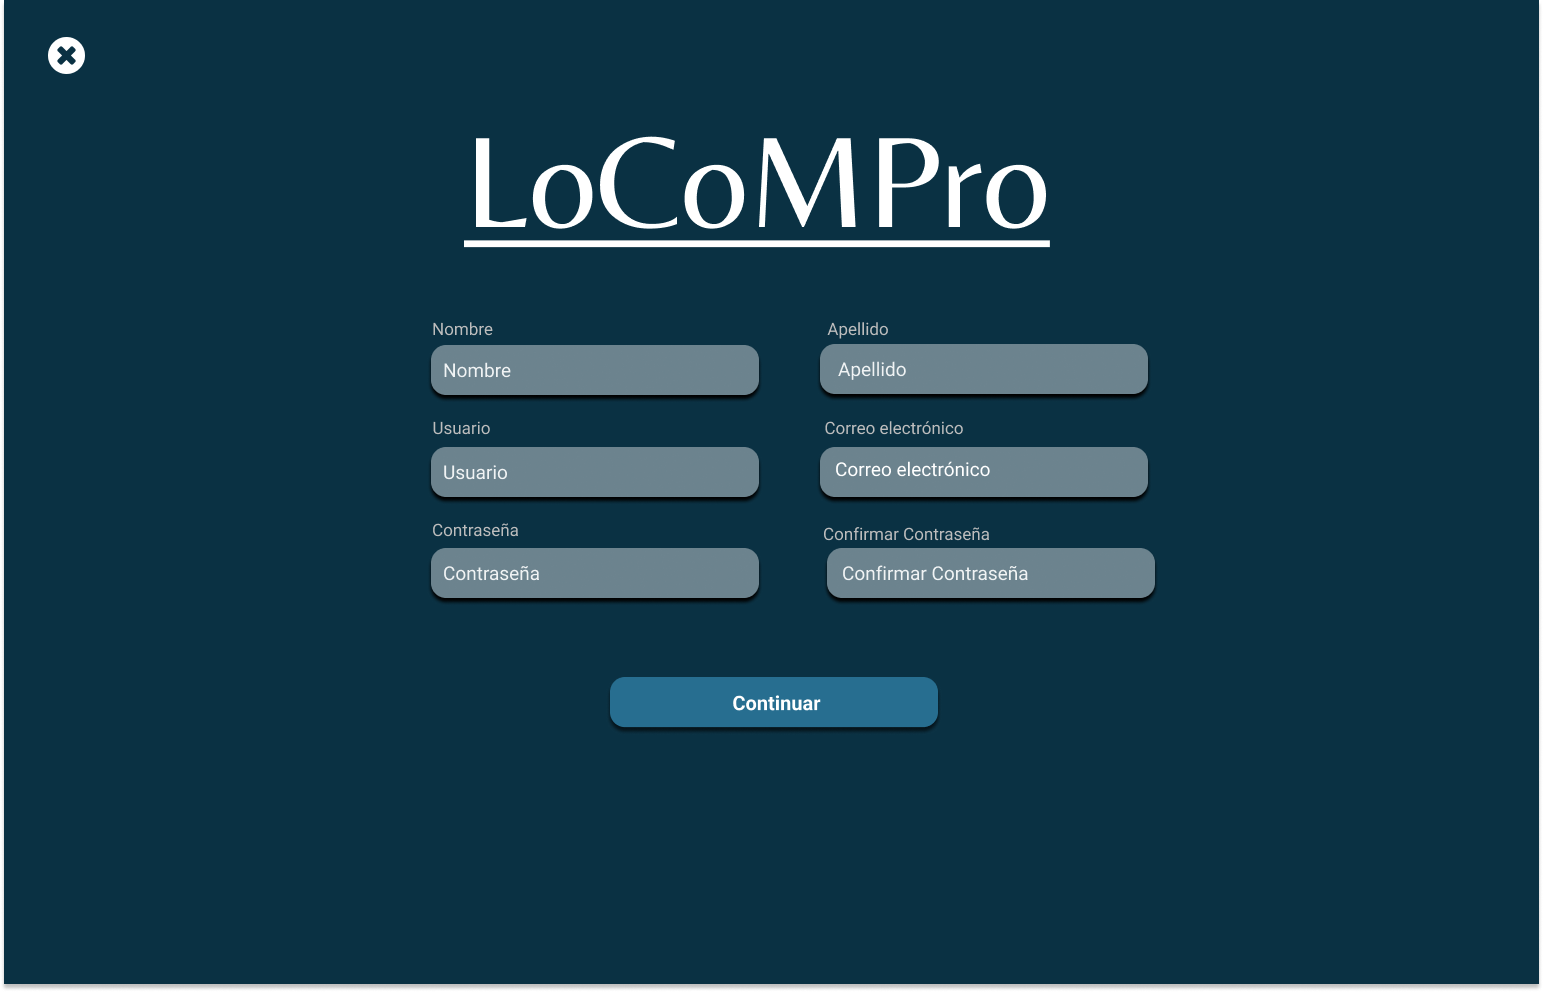 LoCoMPro
Nombre
Apellido
Nombre
Apellido
Usuario
Correo electrónico
Usuario
Correo electrónico
Contraseña
Confirmar Contraseña
Contraseña
Confirmar Contraseña
Continuar